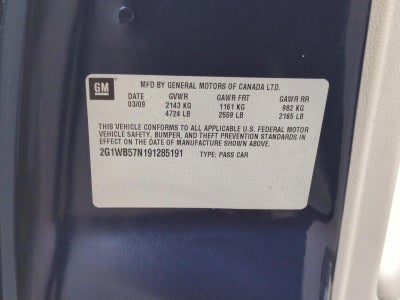 GM
MFD BY GENERAL MOTORS OF CANADA LTD.
DATE GVWR GAWR FRT GAWR RR
03/09 2143 KG 1161 KG 982 KG
4724 LB 2559 LB 2165 LB
THIS VEHICLE CONFORMS TO ALL APPLICABLE U.S. FEDERAL MOTOR
VEHICLE SAFETY, BUMPER, AND THEFT PREVENTION STANDARDS IN
EFFECT ON THE DATE OF MANUFACTURE SHOWN ABOVE.
2G1WB57N191285191 TYPE: PASS CAR